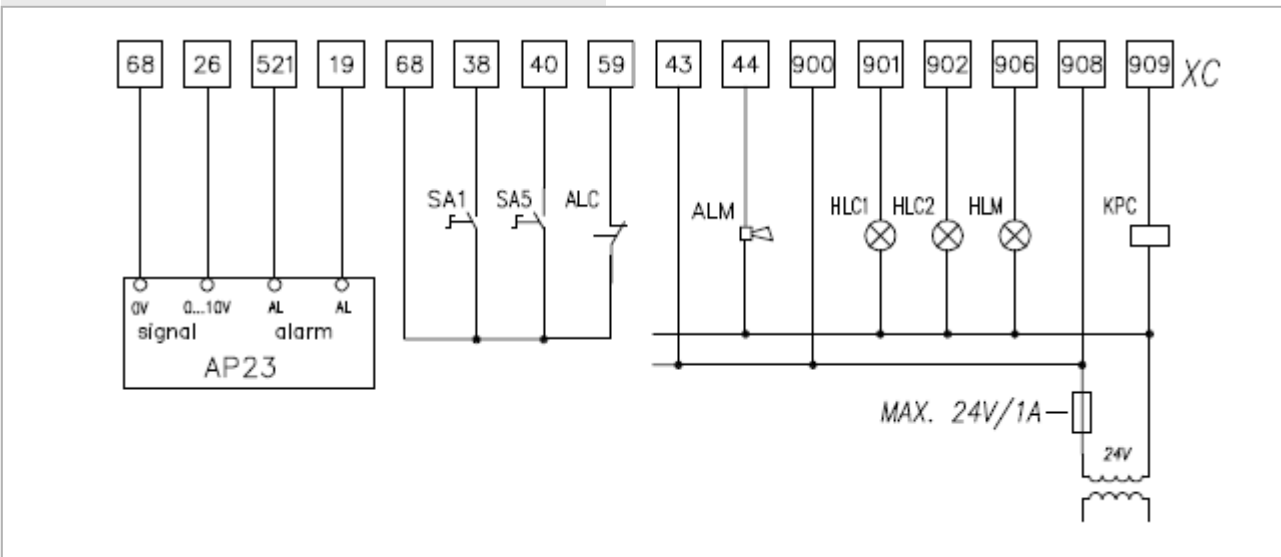 68 26 521 19 68 38 40 59 43 44 900 901 902 906 908 909 XC
SA1 SA5 ALC ALM HLC1 HLC2 HLM KPC
0V 0...10V AL AL
signal alarm
AP23
MAX. 24V/1A
24V